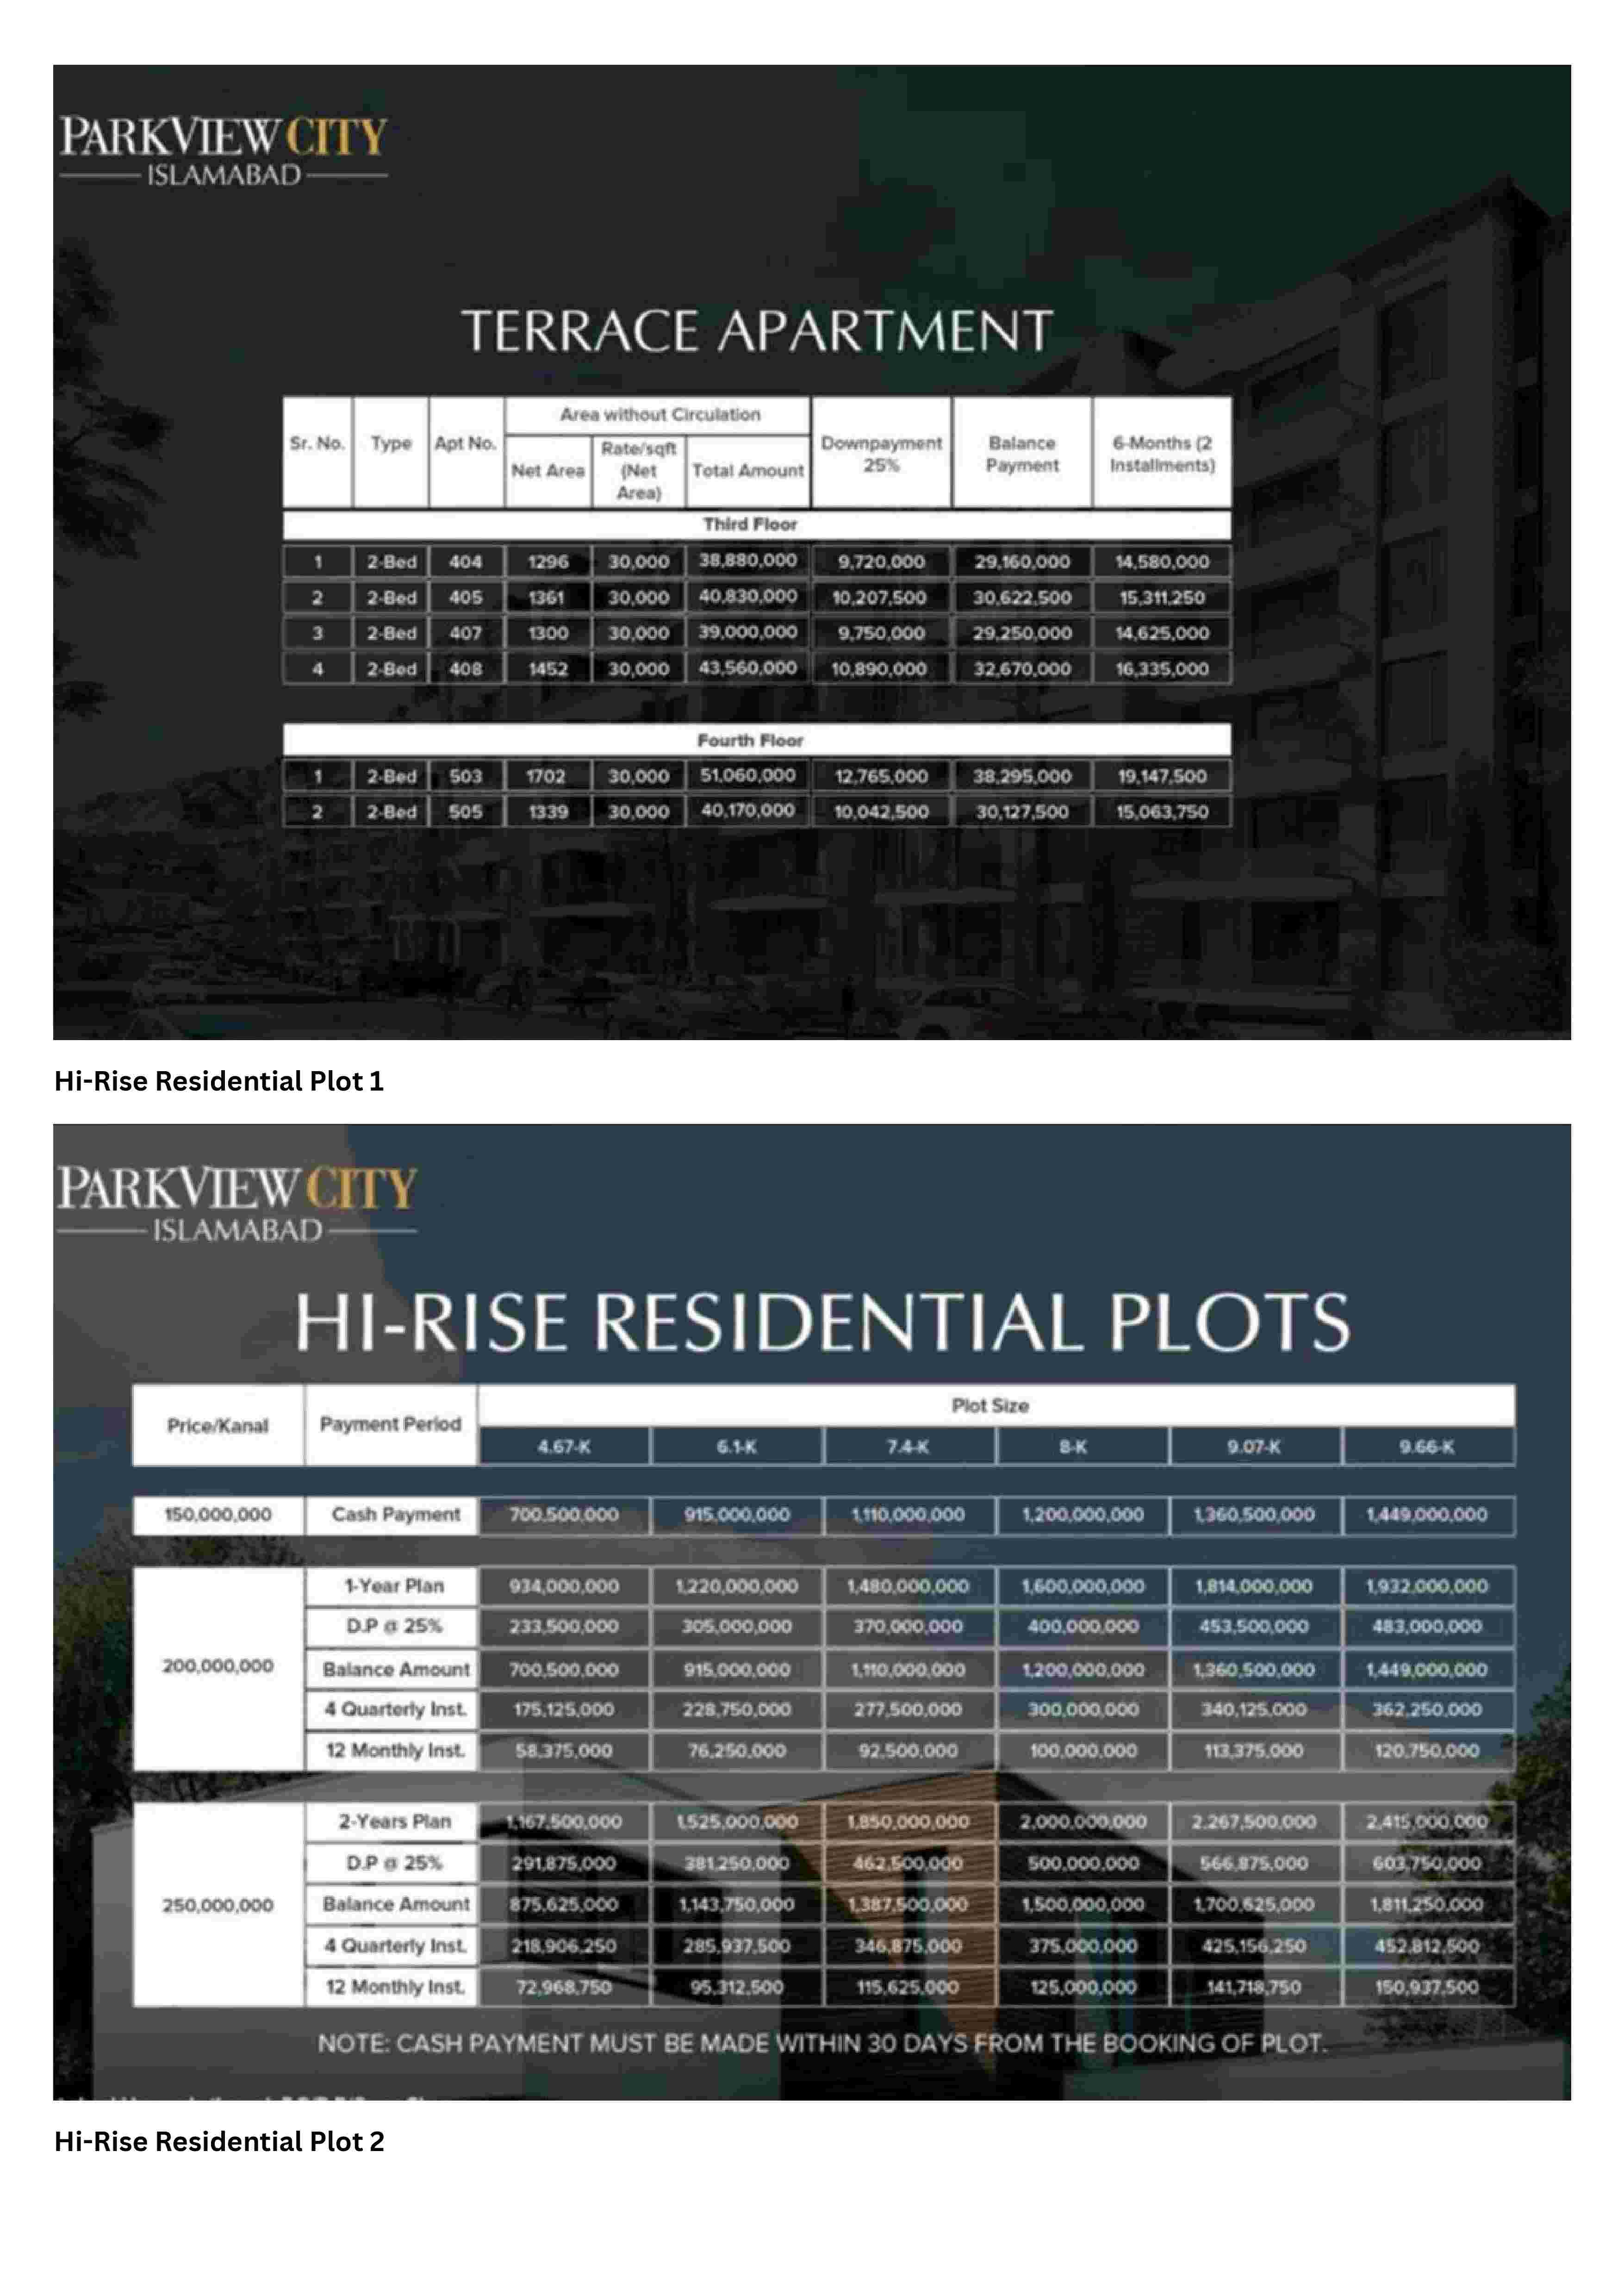 PARKVIEW CITY
ISLAMABAD
TERRACE APARTMENT
Sr. No. Type Apt No. Area without Circulation Downpayment 25% Balance Payment 6-Months (2 Installments)
Net Area Rate/sqft (Net Area) Total Amount
Third Floor
1 2-Bed 404 1296 30,000 38,880,000 9,720,000 29,160,000 14,580,000
2 2-Bed 405 1361 30,000 40,830,000 10,207,500 30,622,500 15,311,250
3 2-Bed 407 1300 30,000 39,000,000 9,750,000 29,250,000 14,625,000
4 2-Bed 408 1452 30,000 43,560,000 10,890,000 32,670,000 16,335,000
Fourth Floor
1 2-Bed 503 1702 30,000 51,060,000 12,765,000 38,295,000 19,147,500
2 2-Bed 505 1339 30,000 40,170,000 10,042,500 30,127,500 15,063,750
Hi-Rise Residential Plot 1
PARKVIEW CITY
ISLAMABAD
HI-RISE RESIDENTIAL PLOTS
Price/Kanal Payment Period Plot Size
4.67-K 6.1-K 7.4-K 8-K 9.07-K 9.66-K
150,000,000 Cash Payment 700,500,000 915,000,000 1,110,000,000 1,200,000,000 1,360,500,000 1,449,000,000
1-Year Plan 934,000,000 1,220,000,000 1,480,000,000 1,600,000,000 1,814,000,000 1,932,000,000
D.P @ 25% 233,500,000 305,000,000 370,000,000 400,000,000 453,500,000 483,000,000
200,000,000 Balance Amount 700,500,000 915,000,000 1,110,000,000 1,200,000,000 1,360,500,000 1,449,000,000
4 Quarterly Inst. 175,125,000 228,750,000 277,500,000 300,000,000 340,125,000 362,250,000
12 Monthly Inst. 58,375,000 76,250,000 92,500,000 100,000,000 113,375,000 120,750,000
2-Years Plan 1,167,500,000 1,525,000,000 1,850,000,000 2,000,000,000 2,267,500,000 2,415,000,000
D.P @ 25% 291,875,000 381,250,000 462,500,000 500,000,000 566,875,000 603,750,000
250,000,000 Balance Amount 875,625,000 1,143,750,000 1,387,500,000 1,500,000,000 1,700,625,000 1,811,250,000
4 Quarterly Inst. 218,906,250 285,937,500 346,875,000 375,000,000 425,156,250 452,812,500
12 Monthly Inst. 72,968,750 95,312,500 115,625,000 125,000,000 141,718,750 150,937,500
NOTE: CASH PAYMENT MUST BE MADE WITHIN 30 DAYS FROM THE BOOKING OF PLOT.
Hi-Rise Residential Plot 2